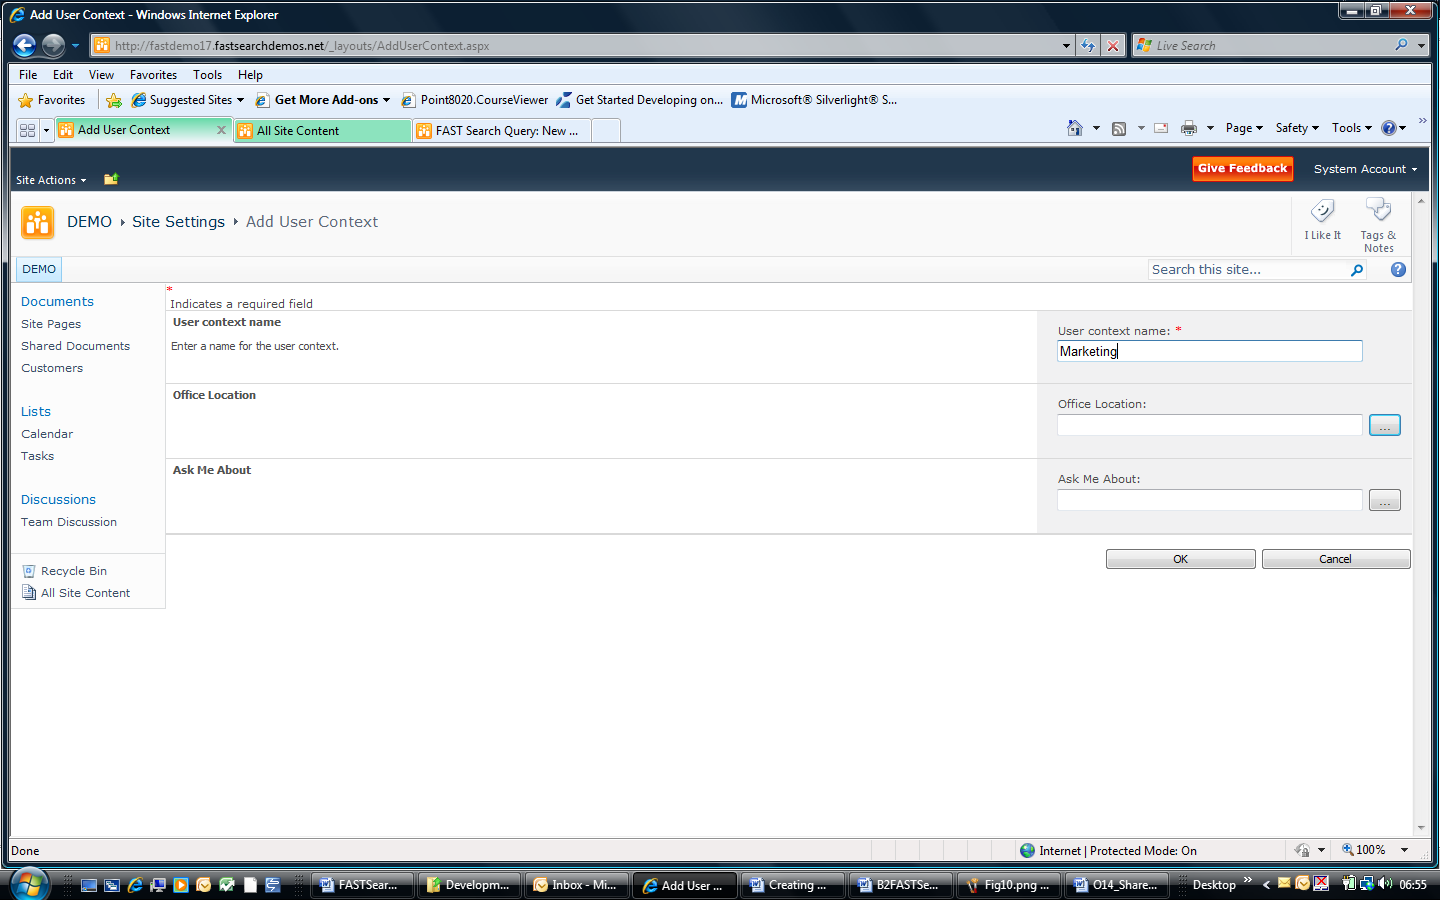 Add User Context - Windows Internet Explorer
http://fastdemo17.fastsearchdemos.net/_layouts/AddUserContext.aspx
Live Search
File Edit View Favorites Tools Help
Favorites Suggested Sites Get More Add-ons Point8020.CourseViewer Get Started Developing on... Microsoft® Silverlight® S...
Add User Context All Site Content FAST Search Query: New ... Page Safety Tools
Site Actions Give Feedback System Account
DEMO Site Settings Add User Context
I Like It Tags & Notes
DEMO Search this site...
Documents
Site Pages
Shared Documents
Customers
Lists
Calendar
Tasks
Discussions
Team Discussion
Recycle Bin
All Site Content
*
Indicates a required field
User context name
Enter a name for the user context.
User context name: *
Marketing
Office Location
Office Location:
...
Ask Me About
Ask Me About:
...
OK Cancel
Done Internet | Protected Mode: On 100%
FASTSear... Developm... Inbox - Mi... Add User ... Creating ... B2FASTSe... Fig10.png ... O14_Share... Desktop 06:55